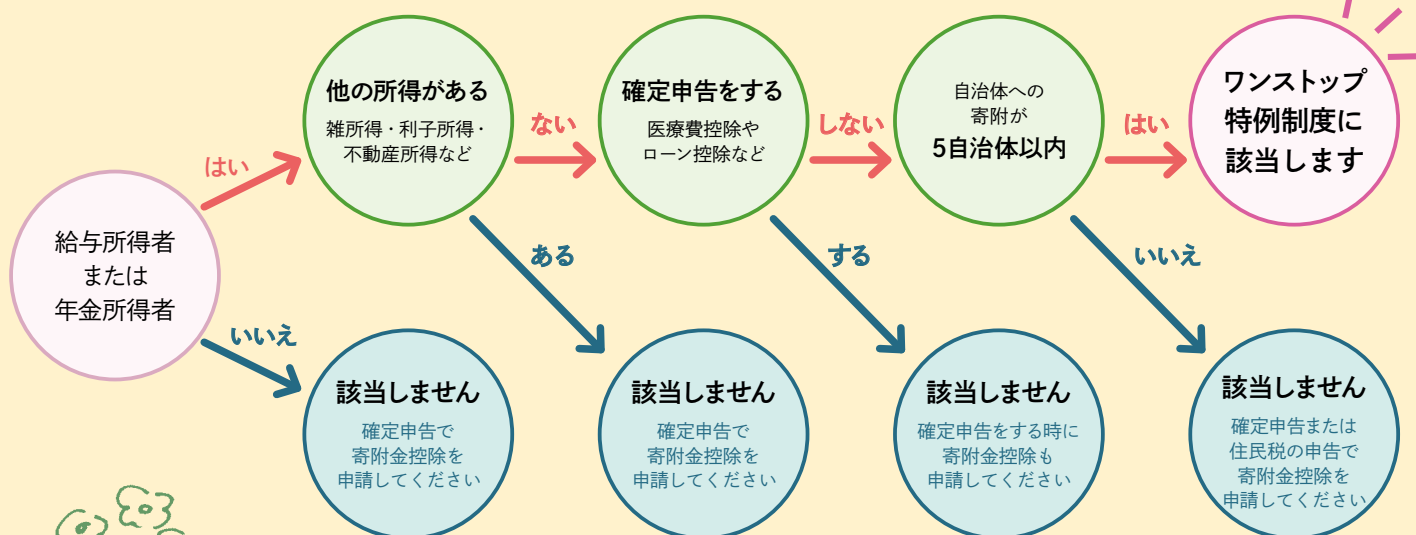 給与所得者
または
年金所得者
はい
いいえ
他の所得がある
雑所得・利子所得・
不動産所得など
ない
ある
確定申告をする
医療費控除や
ローン控除など
しない
する
自治体への
寄附が
5自治体以内
はい
いいえ
ワンストップ
特例制度に
該当します
該当しません
確定申告で
寄附金控除を
申請してください
該当しません
確定申告で
寄附金控除を
申請してください
該当しません
確定申告をする時に
寄附金控除も
申請してください
該当しません
確定申告または
住民税の申告で
寄附金控除を
申請してください